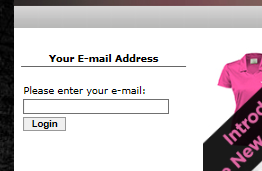 Your E-mail Address
Please enter your e-mail:
Login
Introd
e New